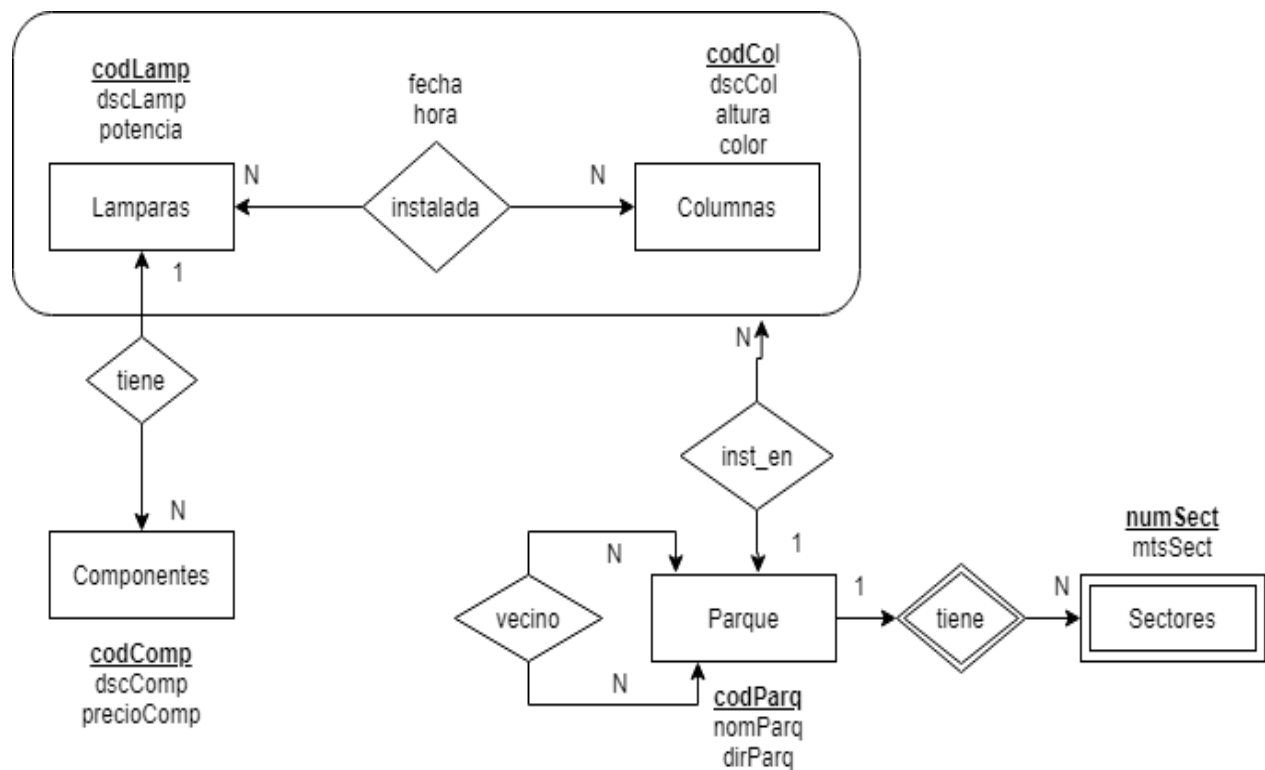 codLamp
dscLamp
potencia
fecha
hora
codCol
dscCol
altura
color
N
N
Lamparas
instalada
Columnas
1
tiene
N
Componentes
codComp
dscComp
precioComp
N
inst_en
1
N
vecino
N
Parque
codParq
nomParq
dirParq
1
tiene
N
numSect
mtsSect
Sectores